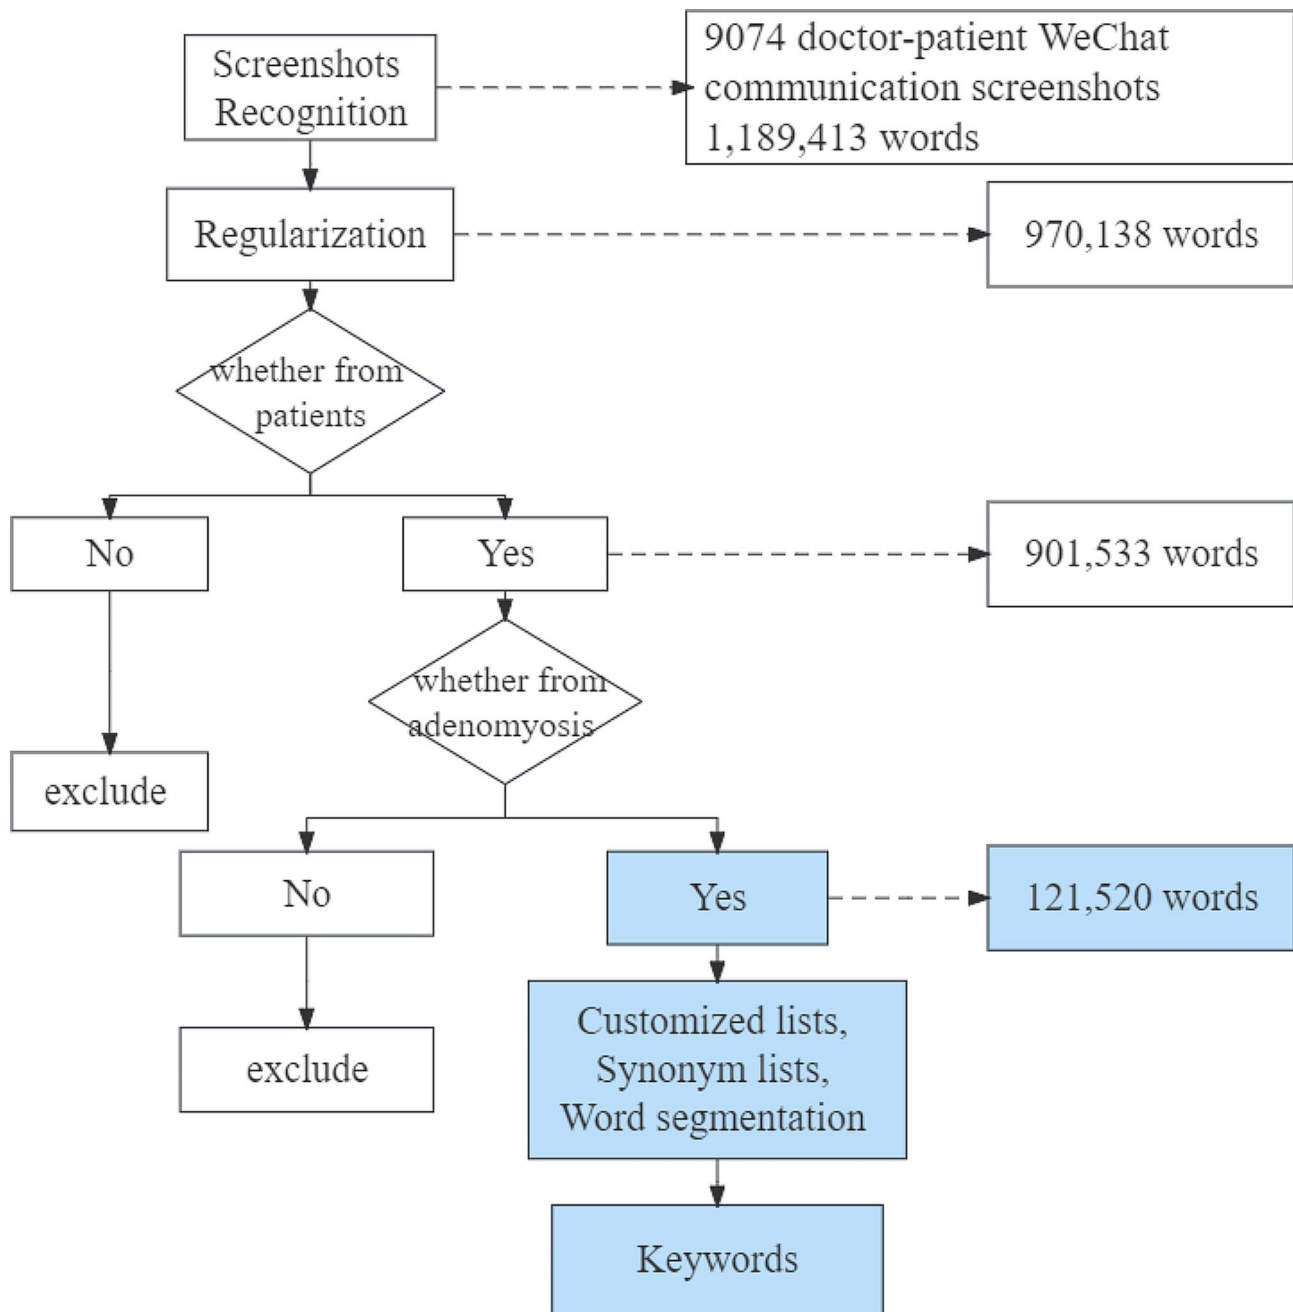 Screenshots
Recognition
9074 doctor-patient WeChat
communication screenshots
1,189,413 words
Regularization
970,138 words
whether from
patients
No
Yes
901,533 words
whether from
adenomyosis
exclude
No
Yes
121,520 words
exclude
Customized lists,
Synonym lists,
Word segmentation
Keywords